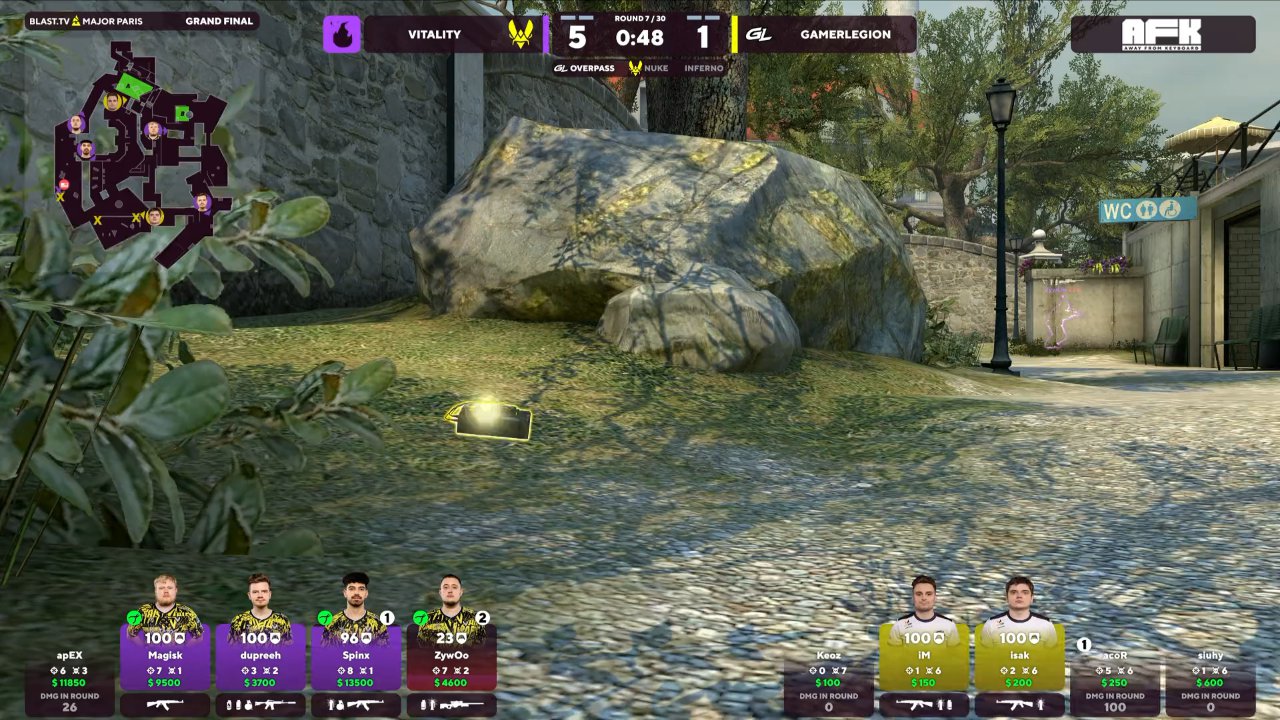 BLAST.TV MAJOR PARIS GRAND FINAL
VITALITY 5 ROUND 7 / 30 0:48 1 GL GAMERLEGION
GL OVERPASS NUKE INFERNO
AFK
AWAY FROM KEYBOARD
WC
apEX
6 3
$11850
DMG IN ROUND
26
100
Magisk
7 1
$9500
100
dupreeh
3 2
$3700
1
96
Spinx
8 1
$13500
2
23
ZywOo
7 2
$4600
Keoz
0 7
$100
DMG IN ROUND
0
100
iM
1 6
$150
100
isak
2 6
$200
1
acoR
5 6
$250
DMG IN ROUND
100
siuhy
1 6
$600
DMG IN ROUND
0